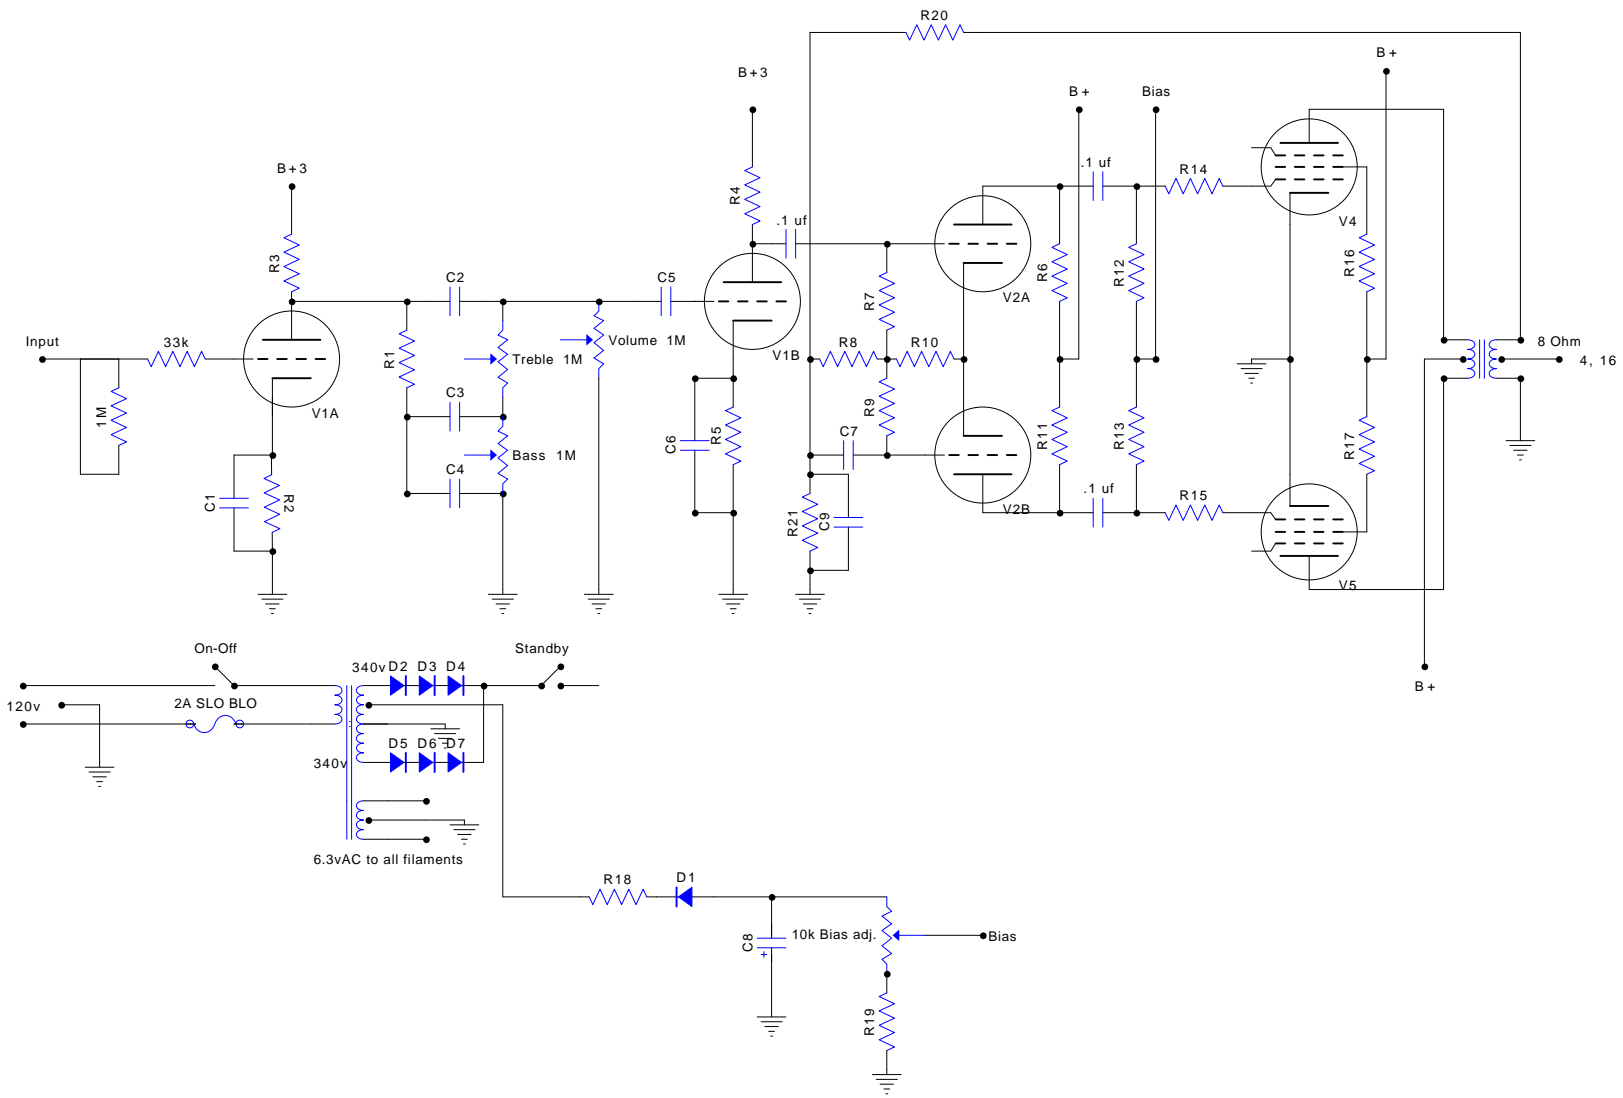 R20
B+
B+3
B+
Bias
.1 uf
R14
B+3
R4
.1 uf
V4
R3
C2
C5
R6
R12
R16
R7
V2A
Input
33k
R1
Treble 1M
Volume 1M
V1B
R8
R10
8 Ohm
4, 16
1M
V1A
C3
R9
C7
R11
R13
R17
Bass 1M
C6
R5
C4
C1
R2
R21
C9
V2B
.1 uf
R15
V5
On-Off
Standby
340v
D2
D3
D4
B+
120v
2A SLO BLO
D5
D6
D7
340v
6.3vAC to all filaments
R18
D1
C8
+
10k Bias adj.
Bias
R19